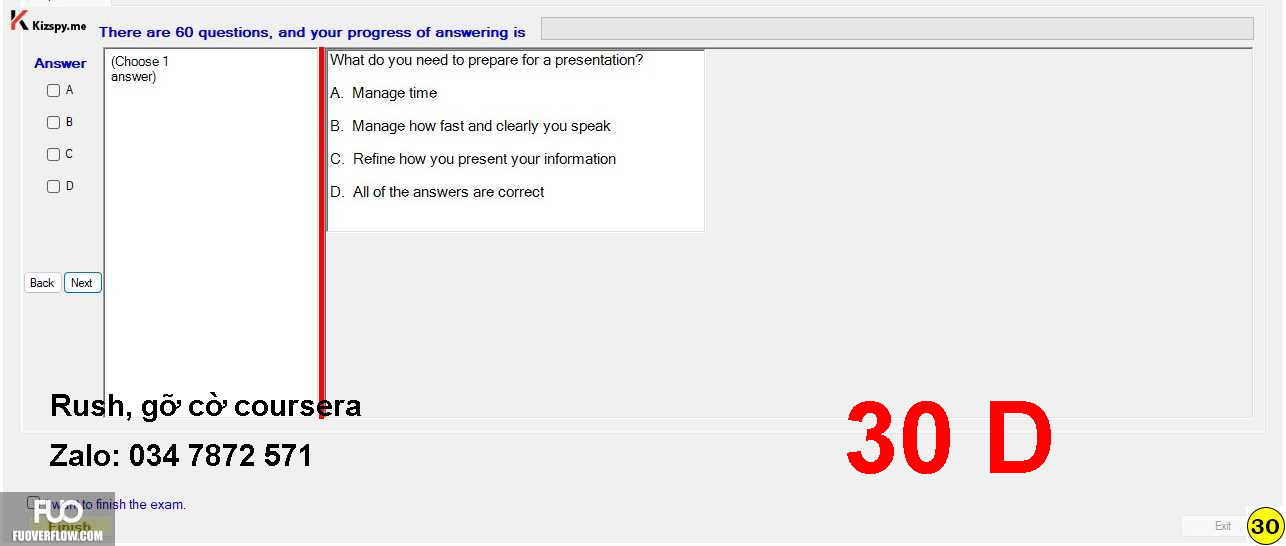 Kizspy.me
There are 60 questions, and your progress of answering is
Answer
(Choose 1
answer)
A
B
C
D
What do you need to prepare for a presentation?
A. Manage time
B. Manage how fast and clearly you speak
C. Refine how you present your information
D. All of the answers are correct
Back
Next
Rush, gỡ cờ coursera
Zalo: 034 7872 571
30 D
I want to finish the exam.
FUO
Finish
FUOVERFLOW.COM
Exit
30